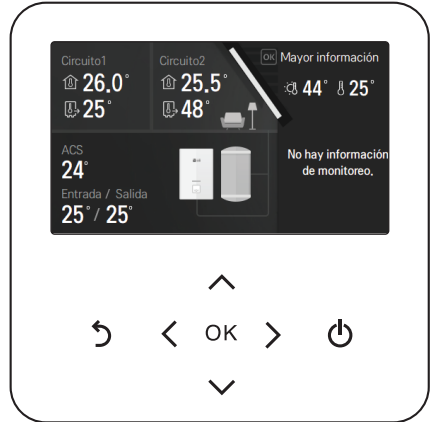 Circuito1
26.0°
25°
Circuito2
25.5°
48°
OK Mayor información
44° 25°
ACS
24°
Entrada / Salida
25° / 25°
No hay información
de monitoreo.
OK